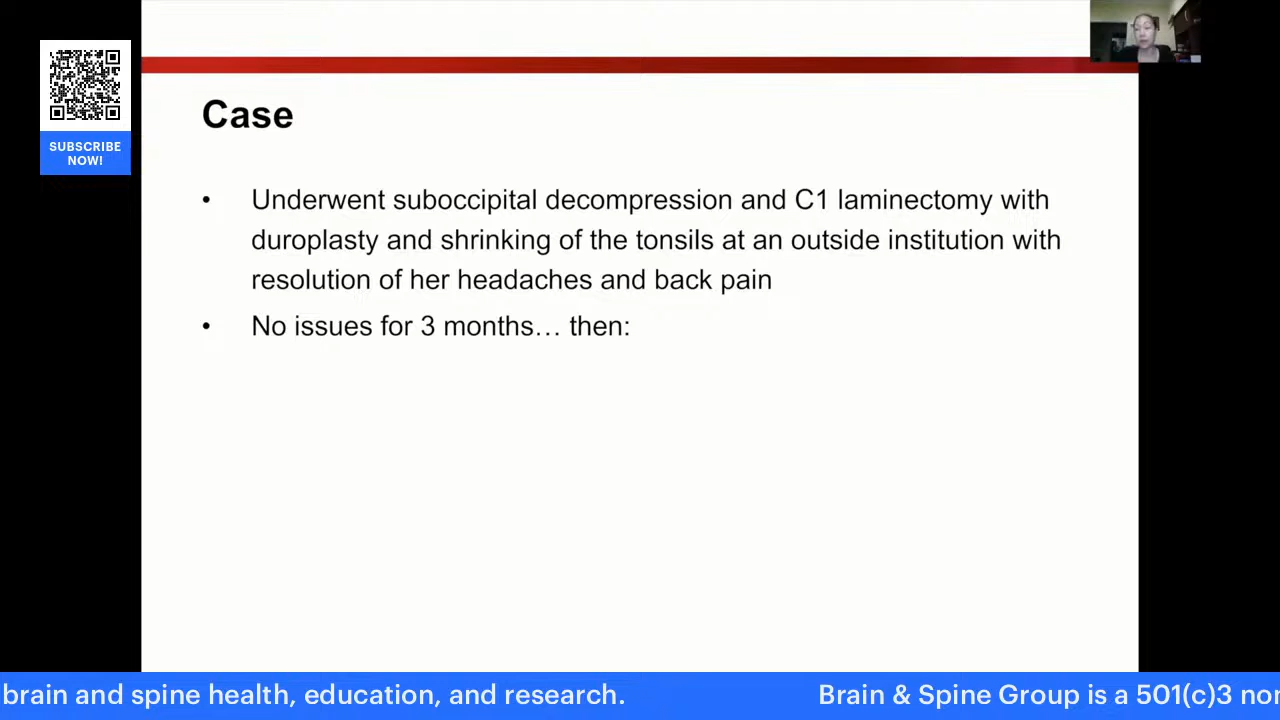 SUBSCRIBE
NOW!
Case
• Underwent suboccipital decompression and C1 laminectomy with
duroplasty and shrinking of the tonsils at an outside institution with
resolution of her headaches and back pain
• No issues for 3 months… then:
brain and spine health, education, and research.
Brain & Spine Group is a 501(c)3 non